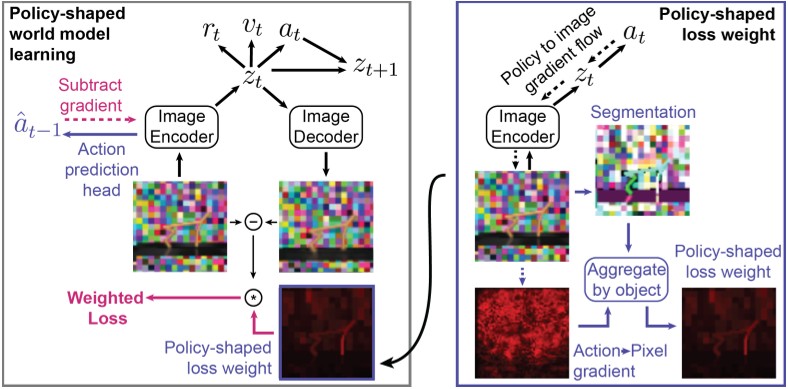 Policy-shaped
world model
learning
r_t
v_t
a_t
z_t
z_{t+1}
Subtract
gradient
â_{t−1}
Action
prediction
head
Image
Encoder
Image
Decoder
−
*
Weighted
Loss
Policy-shaped
loss weight
Policy-shaped
loss weight
Policy to image
gradient flow
a_t
z_t
Image
Encoder
Segmentation
Aggregate
by object
Policy-shaped
loss weight
Action▸Pixel
gradient